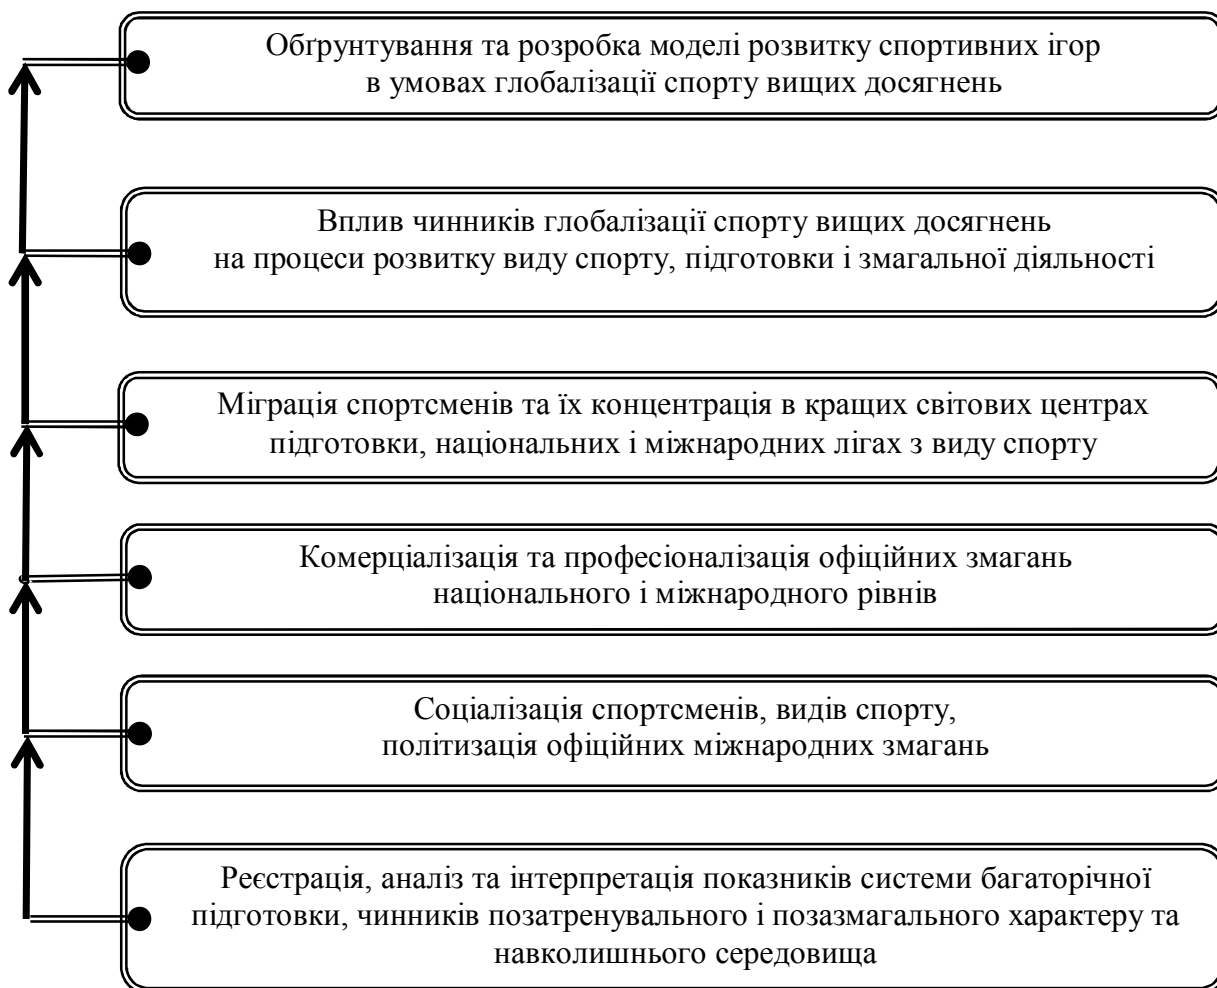 Обґрунтування та розробка моделі розвитку спортивних ігор
в умовах глобалізації спорту вищих досягнень
Вплив чинників глобалізації спорту вищих досягнень
на процеси розвитку виду спорту, підготовки і змагальної діяльності
Міграція спортсменів та їх концентрація в кращих світових центрах
підготовки, національних і міжнародних лігах з виду спорту
Комерціалізація та професіоналізація офіційних змагань
національного і міжнародного рівнів
Соціалізація спортсменів, видів спорту,
політизація офіційних міжнародних змагань
Реєстрація, аналіз та інтерпретація показників системи багаторічної
підготовки, чинників позатренувального і позазмагального характеру та
навколишнього середовища